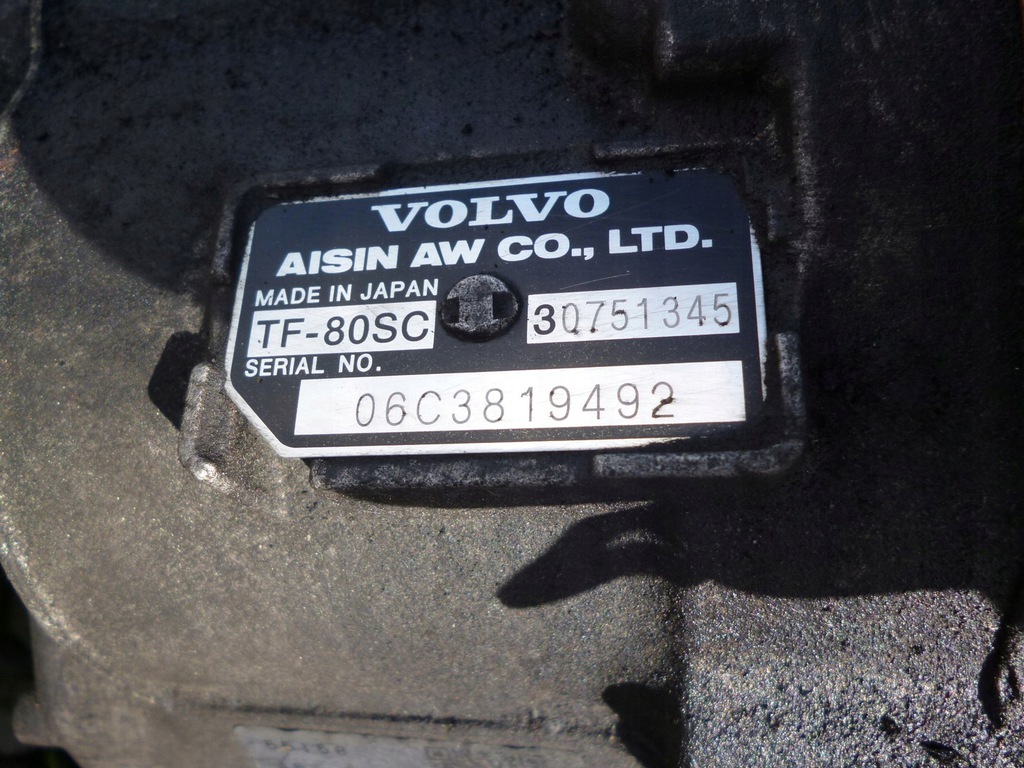 VOLVO
AISIN AW CO., LTD.
MADE IN JAPAN
TF-80SC 30751345
SERIAL NO.
06C3819492